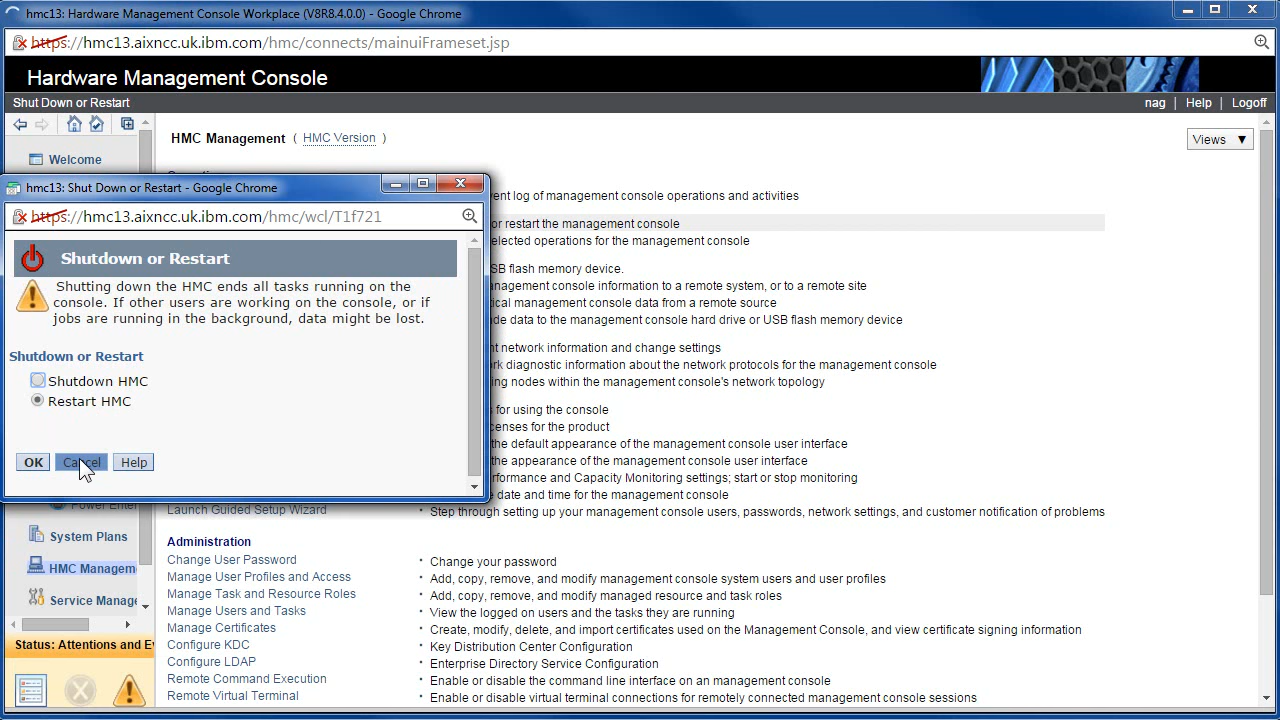 hmc13: Hardware Management Console Workplace (V8R8.4.0.0) - Google Chrome
https://hmc13.aixncc.uk.ibm.com/hmc/connects/mainuiFrameset.jsp
Hardware Management Console
Shut Down or Restart
nag | Help | Logoff
HMC Management ( HMC Version )
Views ▼
Welcome
hmc13: Shut Down or Restart - Google Chrome
https://hmc13.aixncc.uk.ibm.com/hmc/wcl/T1f721
Shutdown or Restart
Shutting down the HMC ends all tasks running on the
console. If other users are working on the console, or if
jobs are running in the background, data might be lost.
Shutdown or Restart
Shutdown HMC
Restart HMC
OK Cancel Help
log of management console operations and activities
or restart the management console
selected operations for the management console
USB flash memory device.
management console information to a remote system, or to a remote site
critical management console data from a remote source
data to the management console hard drive or USB flash memory device
network information and change settings
network diagnostic information about the network protocols for the management console
nodes within the management console's network topology
for using the console
licenses for the product
the default appearance of the management console user interface
the appearance of the management console user interface
Performance and Capacity Monitoring settings; start or stop monitoring
date and time for the management console
Launch Guided Setup Wizard • Step through setting up your management console users, passwords, network settings, and customer notification of problems
Administration
Change User Password • Change your password
Manage User Profiles and Access • Add, copy, remove, and modify management console system users and user profiles
Manage Task and Resource Roles • Add, copy, remove, and modify managed resource and task roles
Manage Users and Tasks • View the logged on users and the tasks they are running
Manage Certificates • Create, modify, delete, and import certificates used on the Management Console, and view certificate signing information
Configure KDC • Key Distribution Center Configuration
Configure LDAP • Enterprise Directory Service Configuration
Remote Command Execution • Enable or disable the command line interface on an management console
Remote Virtual Terminal • Enable or disable virtual terminal connections for remotely connected management console sessions
Power Enter
System Plans
HMC Managem
Service Manage
Status: Attentions and Ev